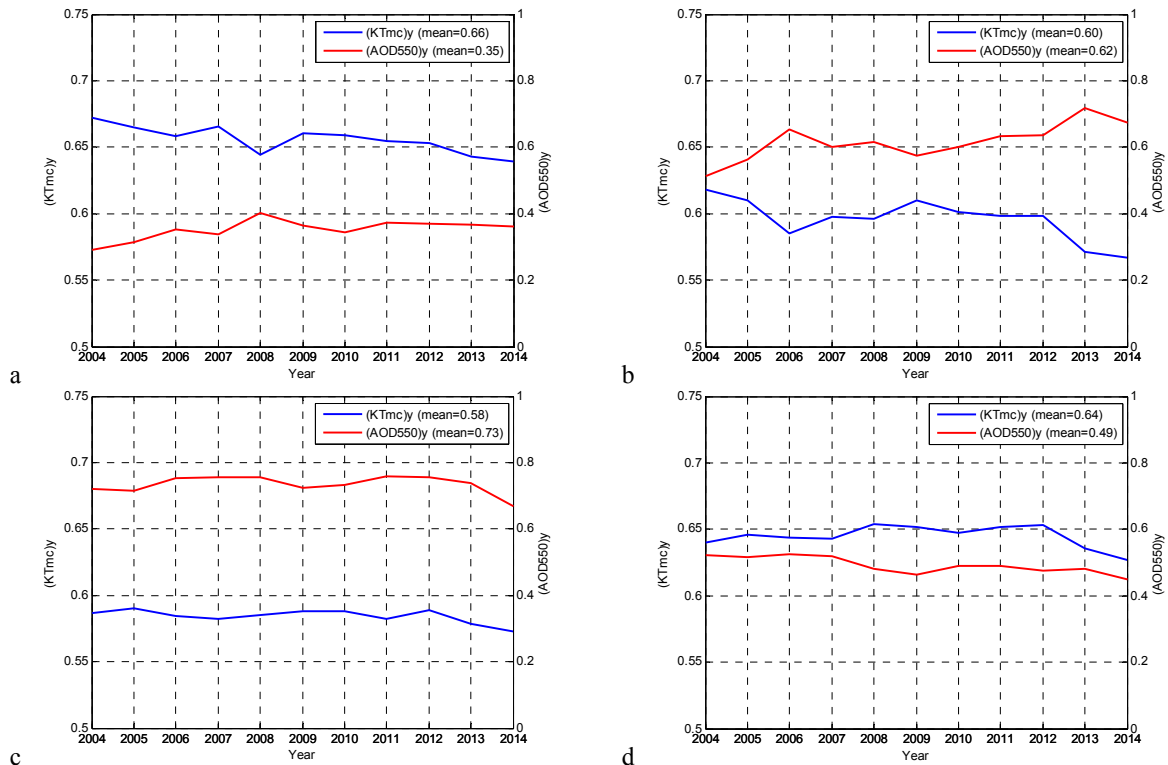 0.75
0.7
0.65
0.6
0.55
0.5
(KTmc)y
1
0.8
0.6
0.4
0.2
0
(AOD550)y
(KTmc)y (mean=0.66)
(AOD550)y (mean=0.35)
2004 2005 2006 2007 2008 2009 2010 2011 2012 2013 2014
Year
a
0.75
0.7
0.65
0.6
0.55
0.5
(KTmc)y
1
0.8
0.6
0.4
0.2
0
(AOD550)y
(KTmc)y (mean=0.60)
(AOD550)y (mean=0.62)
2004 2005 2006 2007 2008 2009 2010 2011 2012 2013 2014
Year
b
0.75
0.7
0.65
0.6
0.55
0.5
(KTmc)y
1
0.8
0.6
0.4
0.2
0
(AOD550)y
(KTmc)y (mean=0.58)
(AOD550)y (mean=0.73)
2004 2005 2006 2007 2008 2009 2010 2011 2012 2013 2014
Year
c
0.75
0.7
0.65
0.6
0.55
0.5
(KTmc)y
1
0.8
0.6
0.4
0.2
0
(AOD550)y
(KTmc)y (mean=0.64)
(AOD550)y (mean=0.49)
2004 2005 2006 2007 2008 2009 2010 2011 2012 2013 2014
Year
d